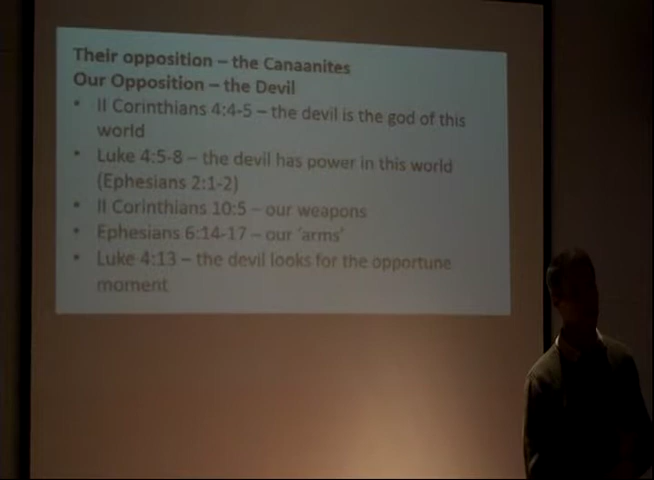 Their opposition – the Canaanites
Our Opposition – the Devil
• II Corinthians 4:4-5 – the devil is the god of this
world
• Luke 4:5-8 – the devil has power in this world
(Ephesians 2:1-2)
• II Corinthians 10:5 – our weapons
• Ephesians 6:14-17 – our ‘arms’
• Luke 4:13 – the devil looks for the opportune
moment